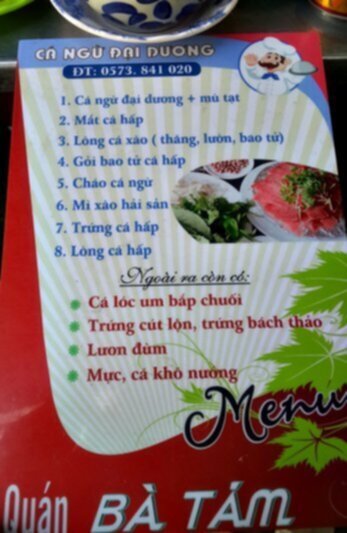 CÁ NGỪ ĐẠI DƯƠNG
ĐT: 0573. 841 020
1. Cá ngừ đại dương + mù tạt
2. Mắt cá hấp
3. Lòng cá xào ( thăng, lườn, bao tử)
4. Gỏi bao tử cá hấp
5. Cháo cá ngừ
6. Mì xào hải sản
7. Trứng cá hấp
8. Lòng cá hấp
Ngoài ra còn có:
Cá lóc um bắp chuối
Trứng cút lộn, trứng bách thảo
Lươn đùm
Mực, cá khô nướng
Menu
Quán BÀ TÁM